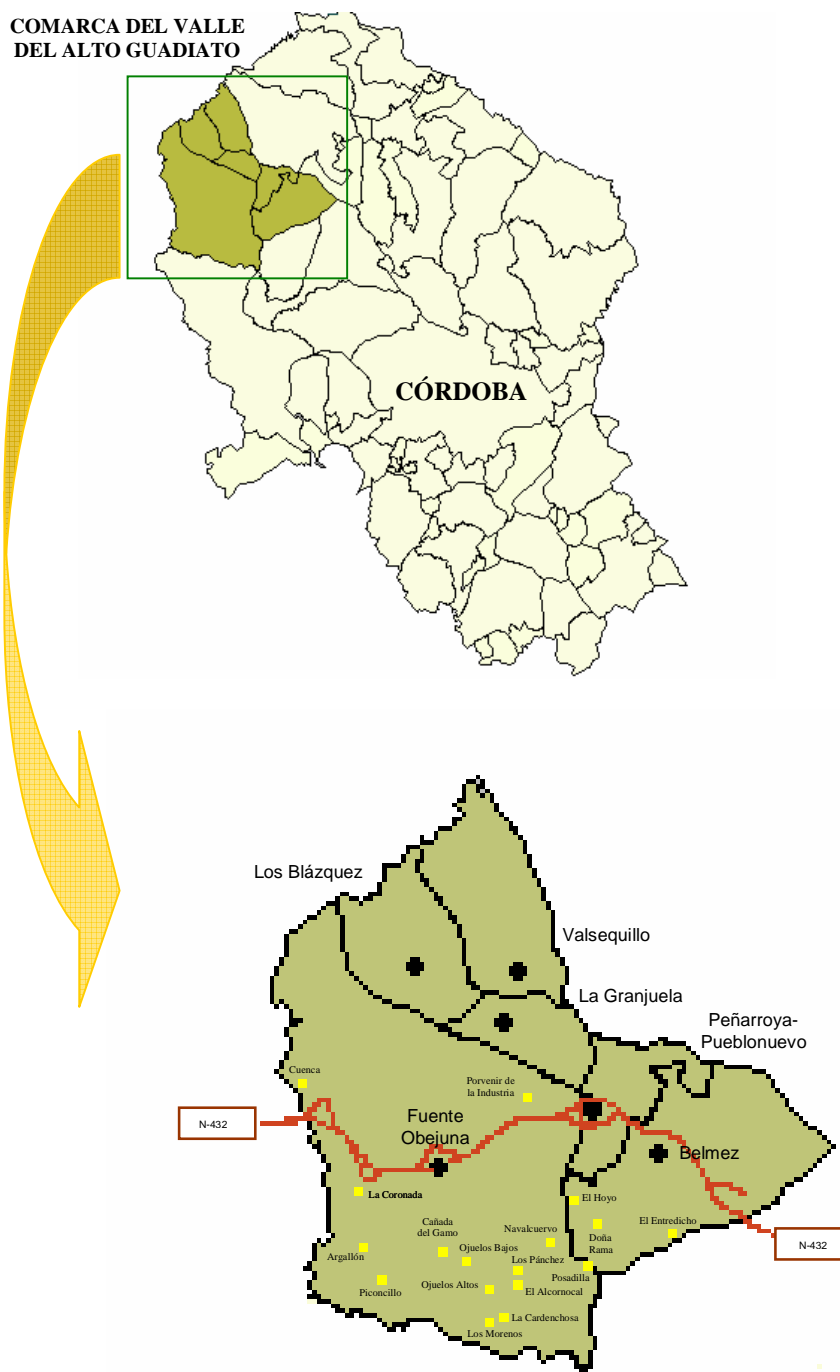 COMARCA DEL VALLE
DEL ALTO GUADIATO
CÓRDOBA
Los Blázquez
Valsequillo
La Granjuela
Peñarroya-
Pueblonuevo
Cuenca
Porvenir de
la Industria
N-432
Fuente
Obejuna
Belmez
La Coronada
El Hoyo
Cañada
del Gamo
Navalcuervo
Doña
Rama
El Entredicho
N-432
Argallón
Ojuelos Bajos
Los Pánchez
Posadilla
Piconcillo
Ojuelos Altos
El Alcornocal
La Cardenchosa
Los Morenos